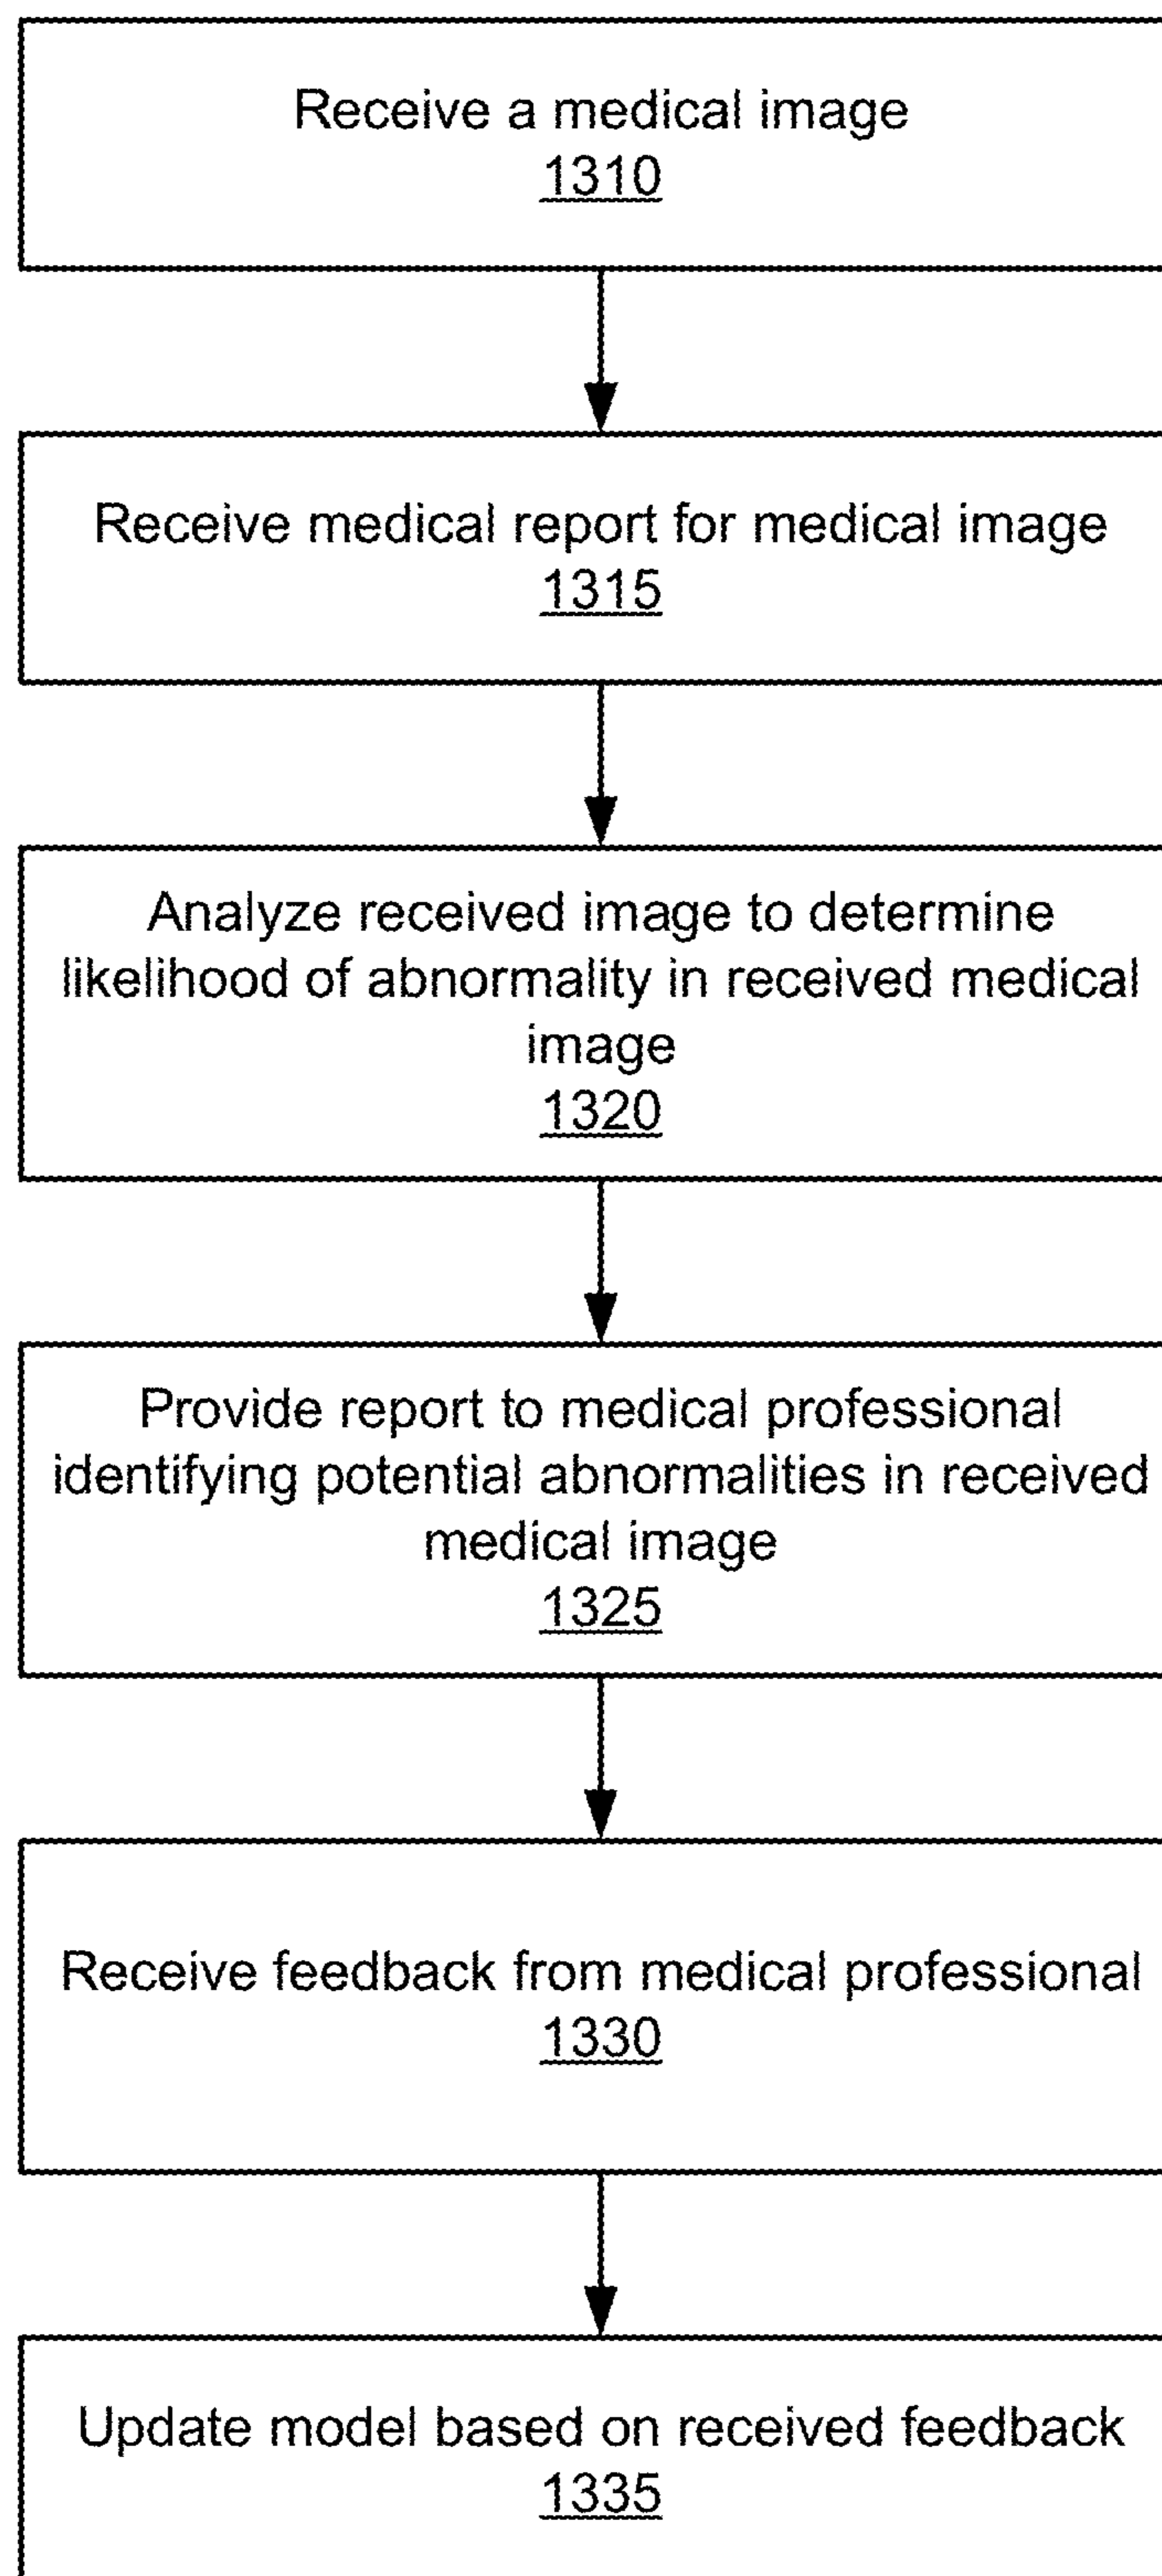 Receive a medical image
1310
Receive medical report for medical image
1315
Analyze received image to determine
likelihood of abnormality in received medical
image
1320
Provide report to medical professional
identifying potential abnormalities in received
medical image
1325
Receive feedback from medical professional
1330
Update model based on received feedback
1335